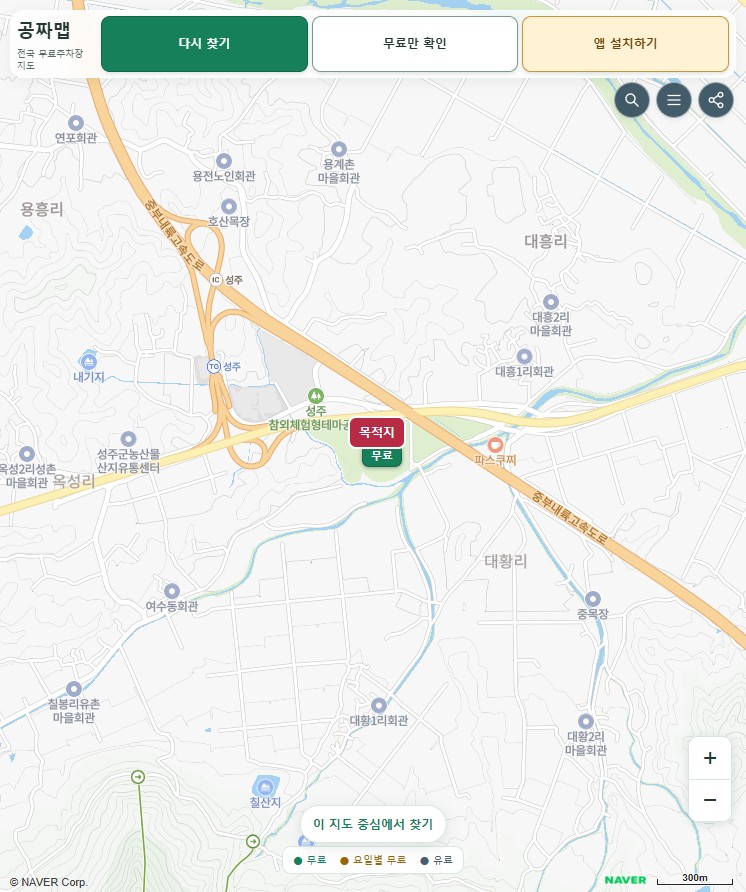 공짜맵
전국 무료주차장
지도
다시 찾기
무료만 확인
앱 설치하기
연포회관
용전노인회관
용계촌
마을회관
용흥리
호산목장
중부내륙고속도로
IC 성주
대흥리
대흥2리
마을회관
대흥1리회관
TG 성주
내기지
성주
참외체험형테마공
목적지
무료
성주군농산물
산지유통센터
옥성2리성촌
마을회관
옥성리
파스쿠찌
중부내륙고속도로
대황리
여수동회관
중목장
칠봉리유촌
마을회관
대황1리회관
대황2리
마을회관
칠산지
이 지도 중심에서 찾기
무료
요일별 무료
유료
© NAVER Corp.
NAVER
300m